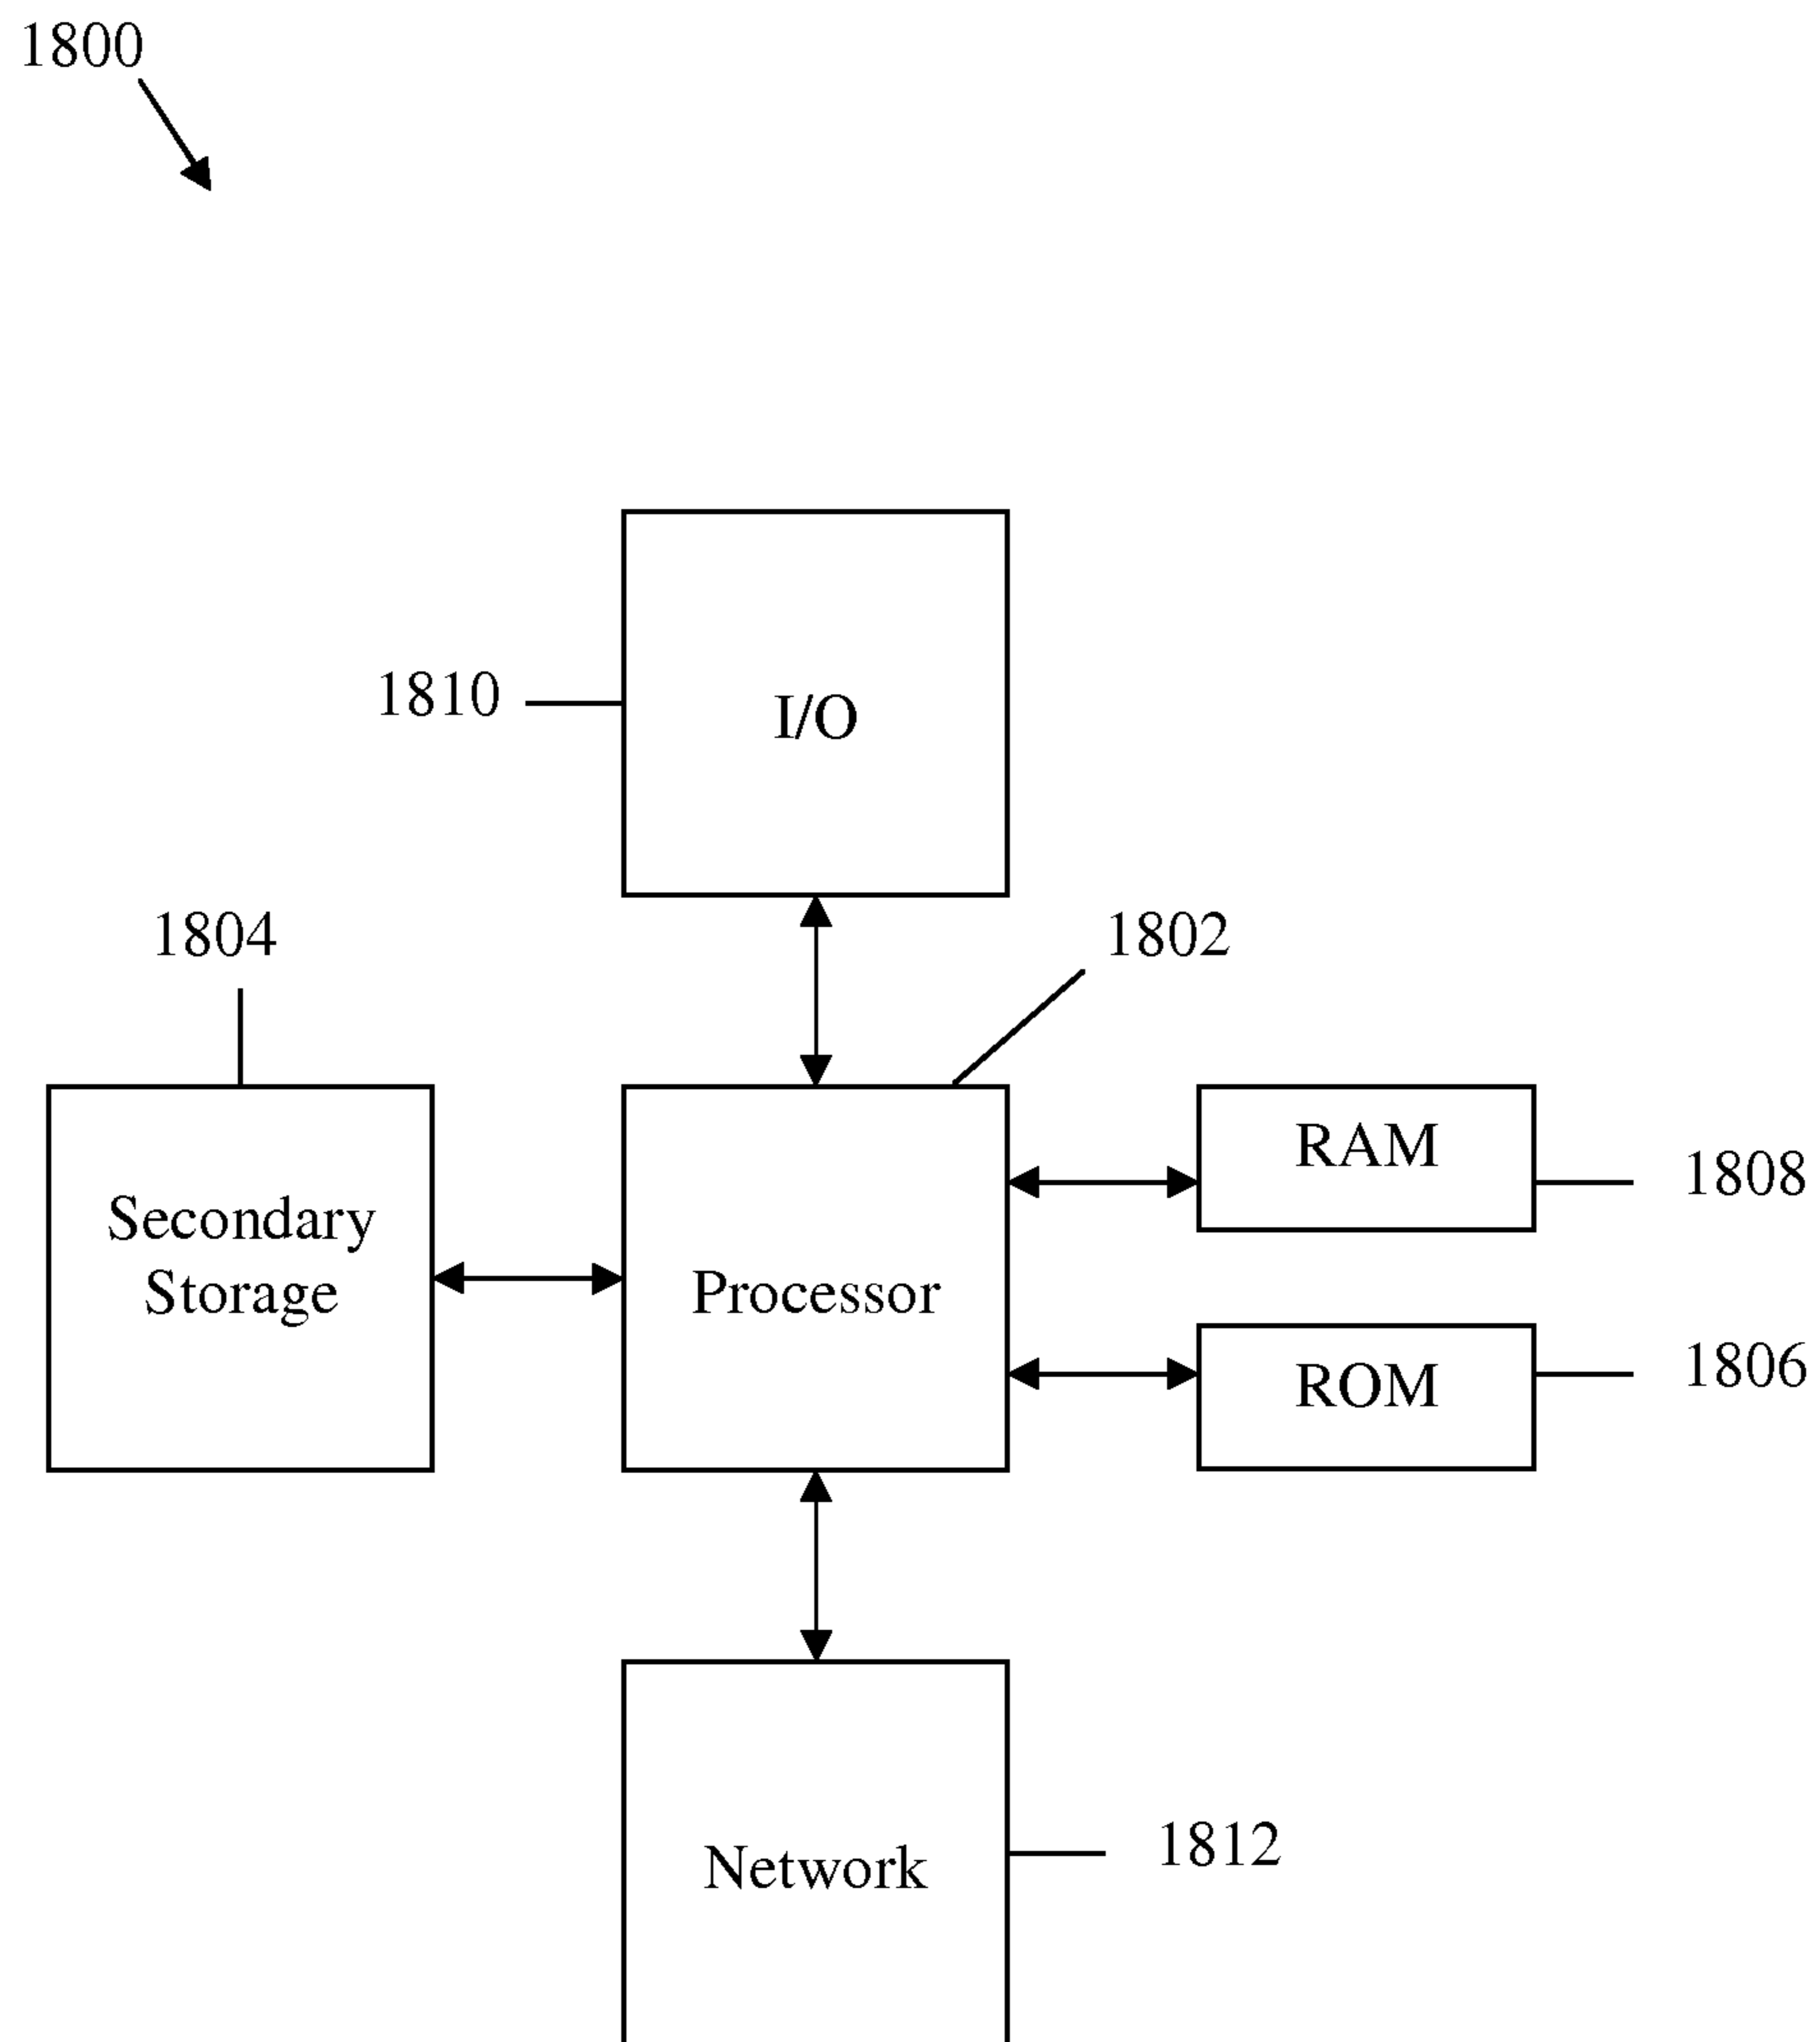 1800
1810
I/O
1804
1802
RAM
1808
Secondary
Storage
Processor
1806
ROM
Network
1812